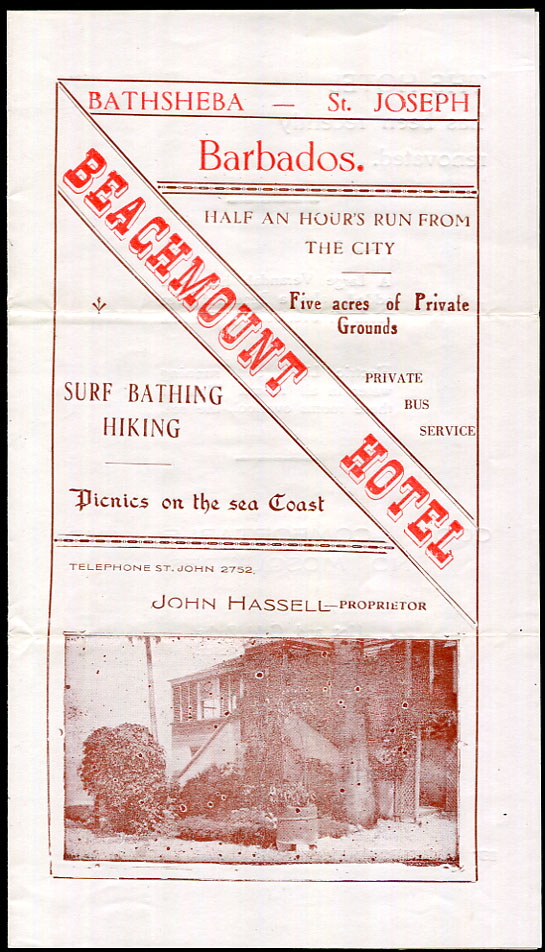 BATHSHEBA — St. JOSEPH
Barbados.
BEACHMOUNT HOTEL
HALF AN HOUR'S RUN FROM
THE CITY
Five acres of Private
Grounds
PRIVATE
BUS
SERVICE
SURF BATHING
HIKING
Picnics on the sea Coast
TELEPHONE ST. JOHN 2752.
JOHN HASSELL—PROPRIETOR